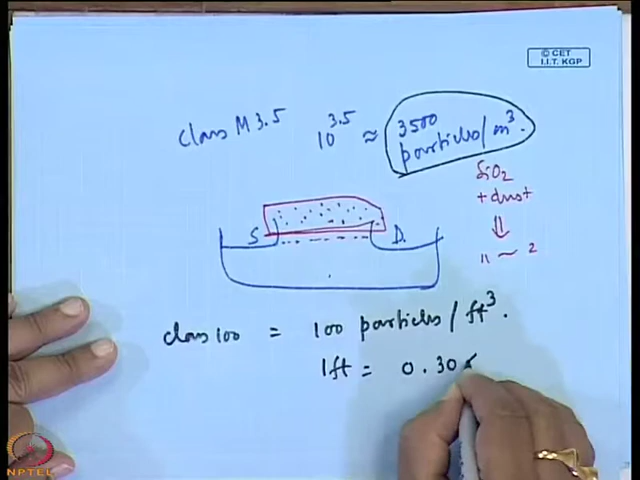 © CET
I.I.T. KGP
class M 3.5 10^3.5 ≈ 3500 particles/m³.
SiO₂
+ dust
⇓
S D.
class 100 = 100 particles/ft³.
1ft = 0.30
NPTEL